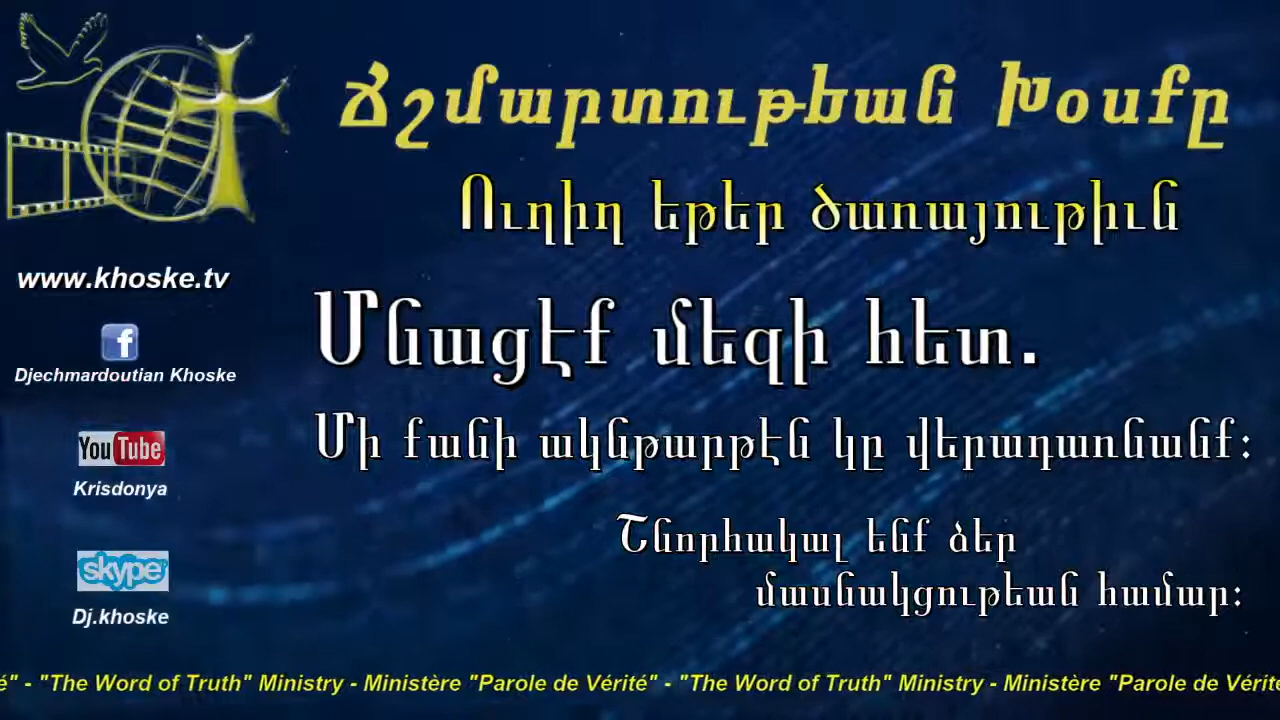 Ճշմարտութեան Խօսքը
Ուղիղ եթեր ծառայութիւն
www.khoske.tv
Մնացէք մեզի հետ.
f
Djechmardoutian Khoske
Մի քանի ակնթարթէն կը վերադառնանք:
YouTube
Krisdonya
Շնորհակալ ենք ձեր
skype
մասնակցութեան համար:
Dj.khoske
é" - "The Word of Truth" Ministry - Ministère "Parole de Vérité" - "The Word of Truth" Ministry - Ministère "Parole de Vérité